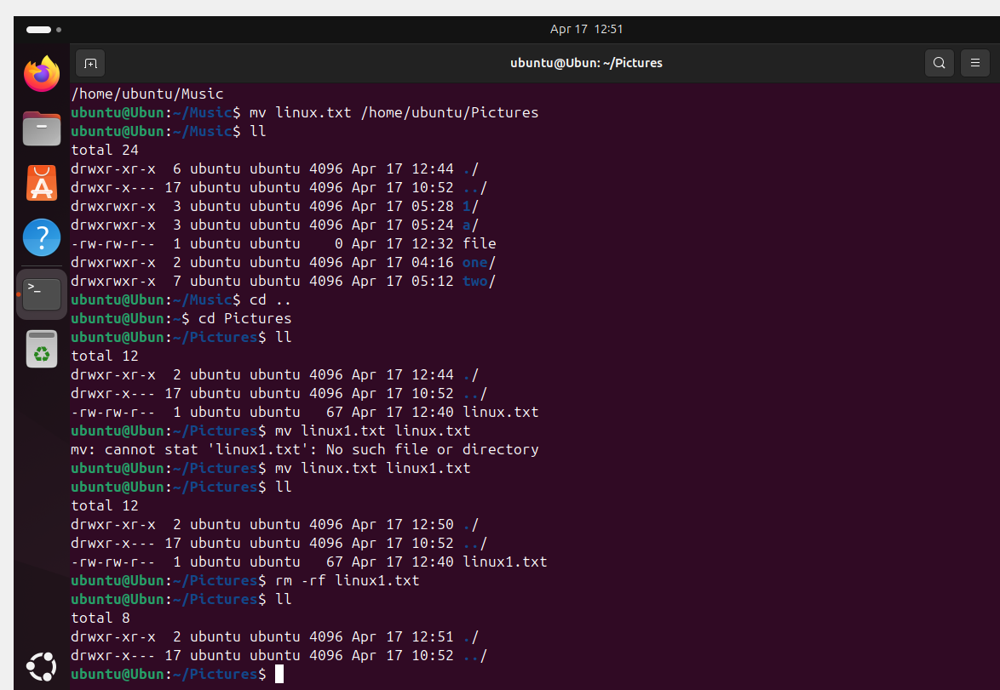 Apr 17 12:51
ubuntu@Ubun: ~/Pictures
/home/ubuntu/Music
ubuntu@Ubun:~/Music$ mv linux.txt /home/ubuntu/Pictures
ubuntu@Ubun:~/Music$ ll
total 24
drwxr-xr-x  6 ubuntu ubuntu 4096 Apr 17 12:44 ./
drwxr-x--- 17 ubuntu ubuntu 4096 Apr 17 10:52 ../
drwxrwxr-x  3 ubuntu ubuntu 4096 Apr 17 05:28 1/
drwxrwxr-x  3 ubuntu ubuntu 4096 Apr 17 05:24 a/
-rw-rw-r--  1 ubuntu ubuntu    0 Apr 17 12:32 file
drwxrwxr-x  2 ubuntu ubuntu 4096 Apr 17 04:16 one/
drwxrwxr-x  7 ubuntu ubuntu 4096 Apr 17 05:12 two/
ubuntu@Ubun:~/Music$ cd ..
ubuntu@Ubun:~$ cd Pictures
ubuntu@Ubun:~/Pictures$ ll
total 12
drwxr-xr-x  2 ubuntu ubuntu 4096 Apr 17 12:44 ./
drwxr-x--- 17 ubuntu ubuntu 4096 Apr 17 10:52 ../
-rw-rw-r--  1 ubuntu ubuntu   67 Apr 17 12:40 linux.txt
ubuntu@Ubun:~/Pictures$ mv linux1.txt linux.txt
mv: cannot stat 'linux1.txt': No such file or directory
ubuntu@Ubun:~/Pictures$ mv linux.txt linux1.txt
ubuntu@Ubun:~/Pictures$ ll
total 12
drwxr-xr-x  2 ubuntu ubuntu 4096 Apr 17 12:50 ./
drwxr-x--- 17 ubuntu ubuntu 4096 Apr 17 10:52 ../
-rw-rw-r--  1 ubuntu ubuntu   67 Apr 17 12:40 linux1.txt
ubuntu@Ubun:~/Pictures$ rm -rf linux1.txt
ubuntu@Ubun:~/Pictures$ ll
total 8
drwxr-xr-x  2 ubuntu ubuntu 4096 Apr 17 12:51 ./
drwxr-x--- 17 ubuntu ubuntu 4096 Apr 17 10:52 ../
ubuntu@Ubun:~/Pictures$